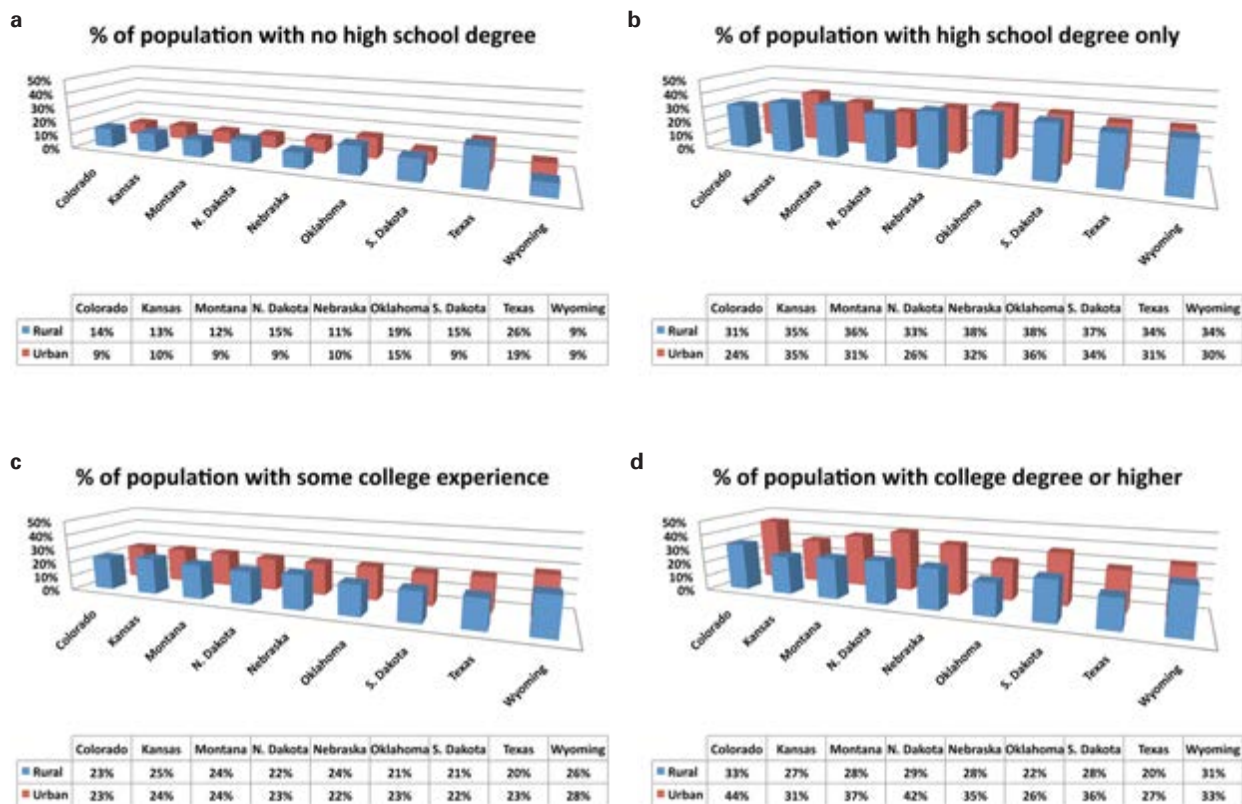 a
% of population with no high school degree
50%
40%
30%
20%
10%
0%
Colorado
Kansas
Montana
N. Dakota
Nebraska
Oklahoma
S. Dakota
Texas
Wyoming
Colorado Kansas Montana N. Dakota Nebraska Oklahoma S. Dakota Texas Wyoming
Rural 14% 13% 12% 15% 11% 19% 15% 26% 9%
Urban 9% 10% 9% 9% 10% 15% 9% 19% 9%
b
% of population with high school degree only
50%
40%
30%
20%
10%
0%
Colorado
Kansas
Montana
N. Dakota
Nebraska
Oklahoma
S. Dakota
Texas
Wyoming
Colorado Kansas Montana N. Dakota Nebraska Oklahoma S. Dakota Texas Wyoming
Rural 31% 35% 36% 33% 38% 38% 37% 34% 34%
Urban 24% 35% 31% 26% 32% 36% 34% 31% 30%
c
% of population with some college experience
50%
40%
30%
20%
10%
0%
Colorado
Kansas
Montana
N. Dakota
Nebraska
Oklahoma
S. Dakota
Texas
Wyoming
Colorado Kansas Montana N. Dakota Nebraska Oklahoma S. Dakota Texas Wyoming
Rural 23% 25% 24% 22% 24% 21% 21% 20% 26%
Urban 23% 24% 24% 23% 22% 23% 22% 23% 28%
d
% of population with college degree or higher
50%
40%
30%
20%
10%
0%
Colorado
Kansas
Montana
N. Dakota
Nebraska
Oklahoma
S. Dakota
Texas
Wyoming
Colorado Kansas Montana N. Dakota Nebraska Oklahoma S. Dakota Texas Wyoming
Rural 33% 27% 28% 29% 28% 22% 28% 20% 31%
Urban 44% 31% 37% 42% 35% 26% 36% 27% 33%